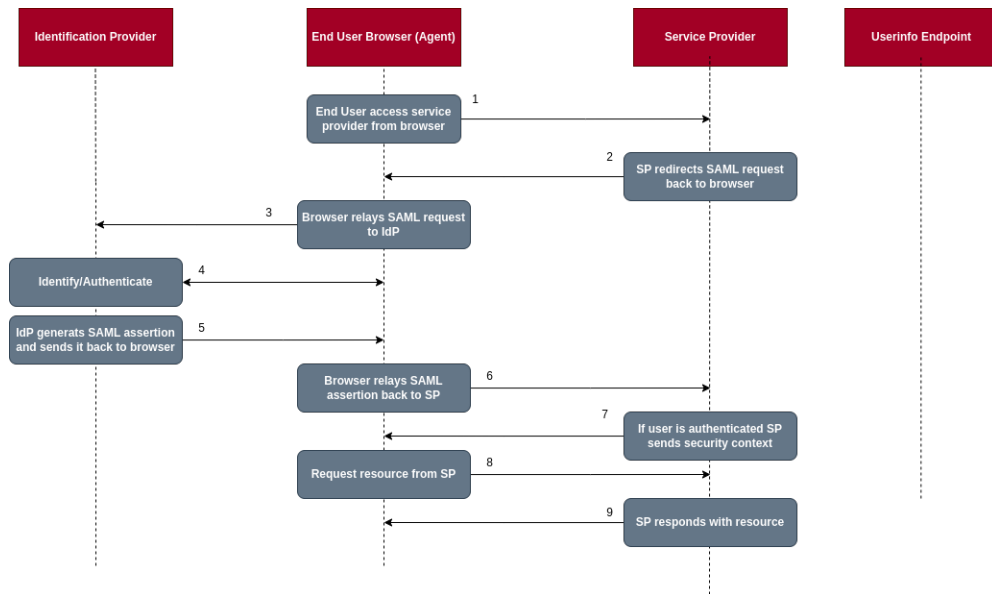 Identification Provider
End User Browser (Agent)
Service Provider
Userinfo Endpoint
End User access service
provider from browser
1
2
SP redirects SAML request
back to browser
3
Browser relays SAML request
to IdP
Identify/Authenticate
4
IdP generats SAML assertion
and sends it back to browser
5
Browser relays SAML
assertion back to SP
6
7
If user is authenticated SP
sends security context
Request resource from SP
8
9
SP responds with resource